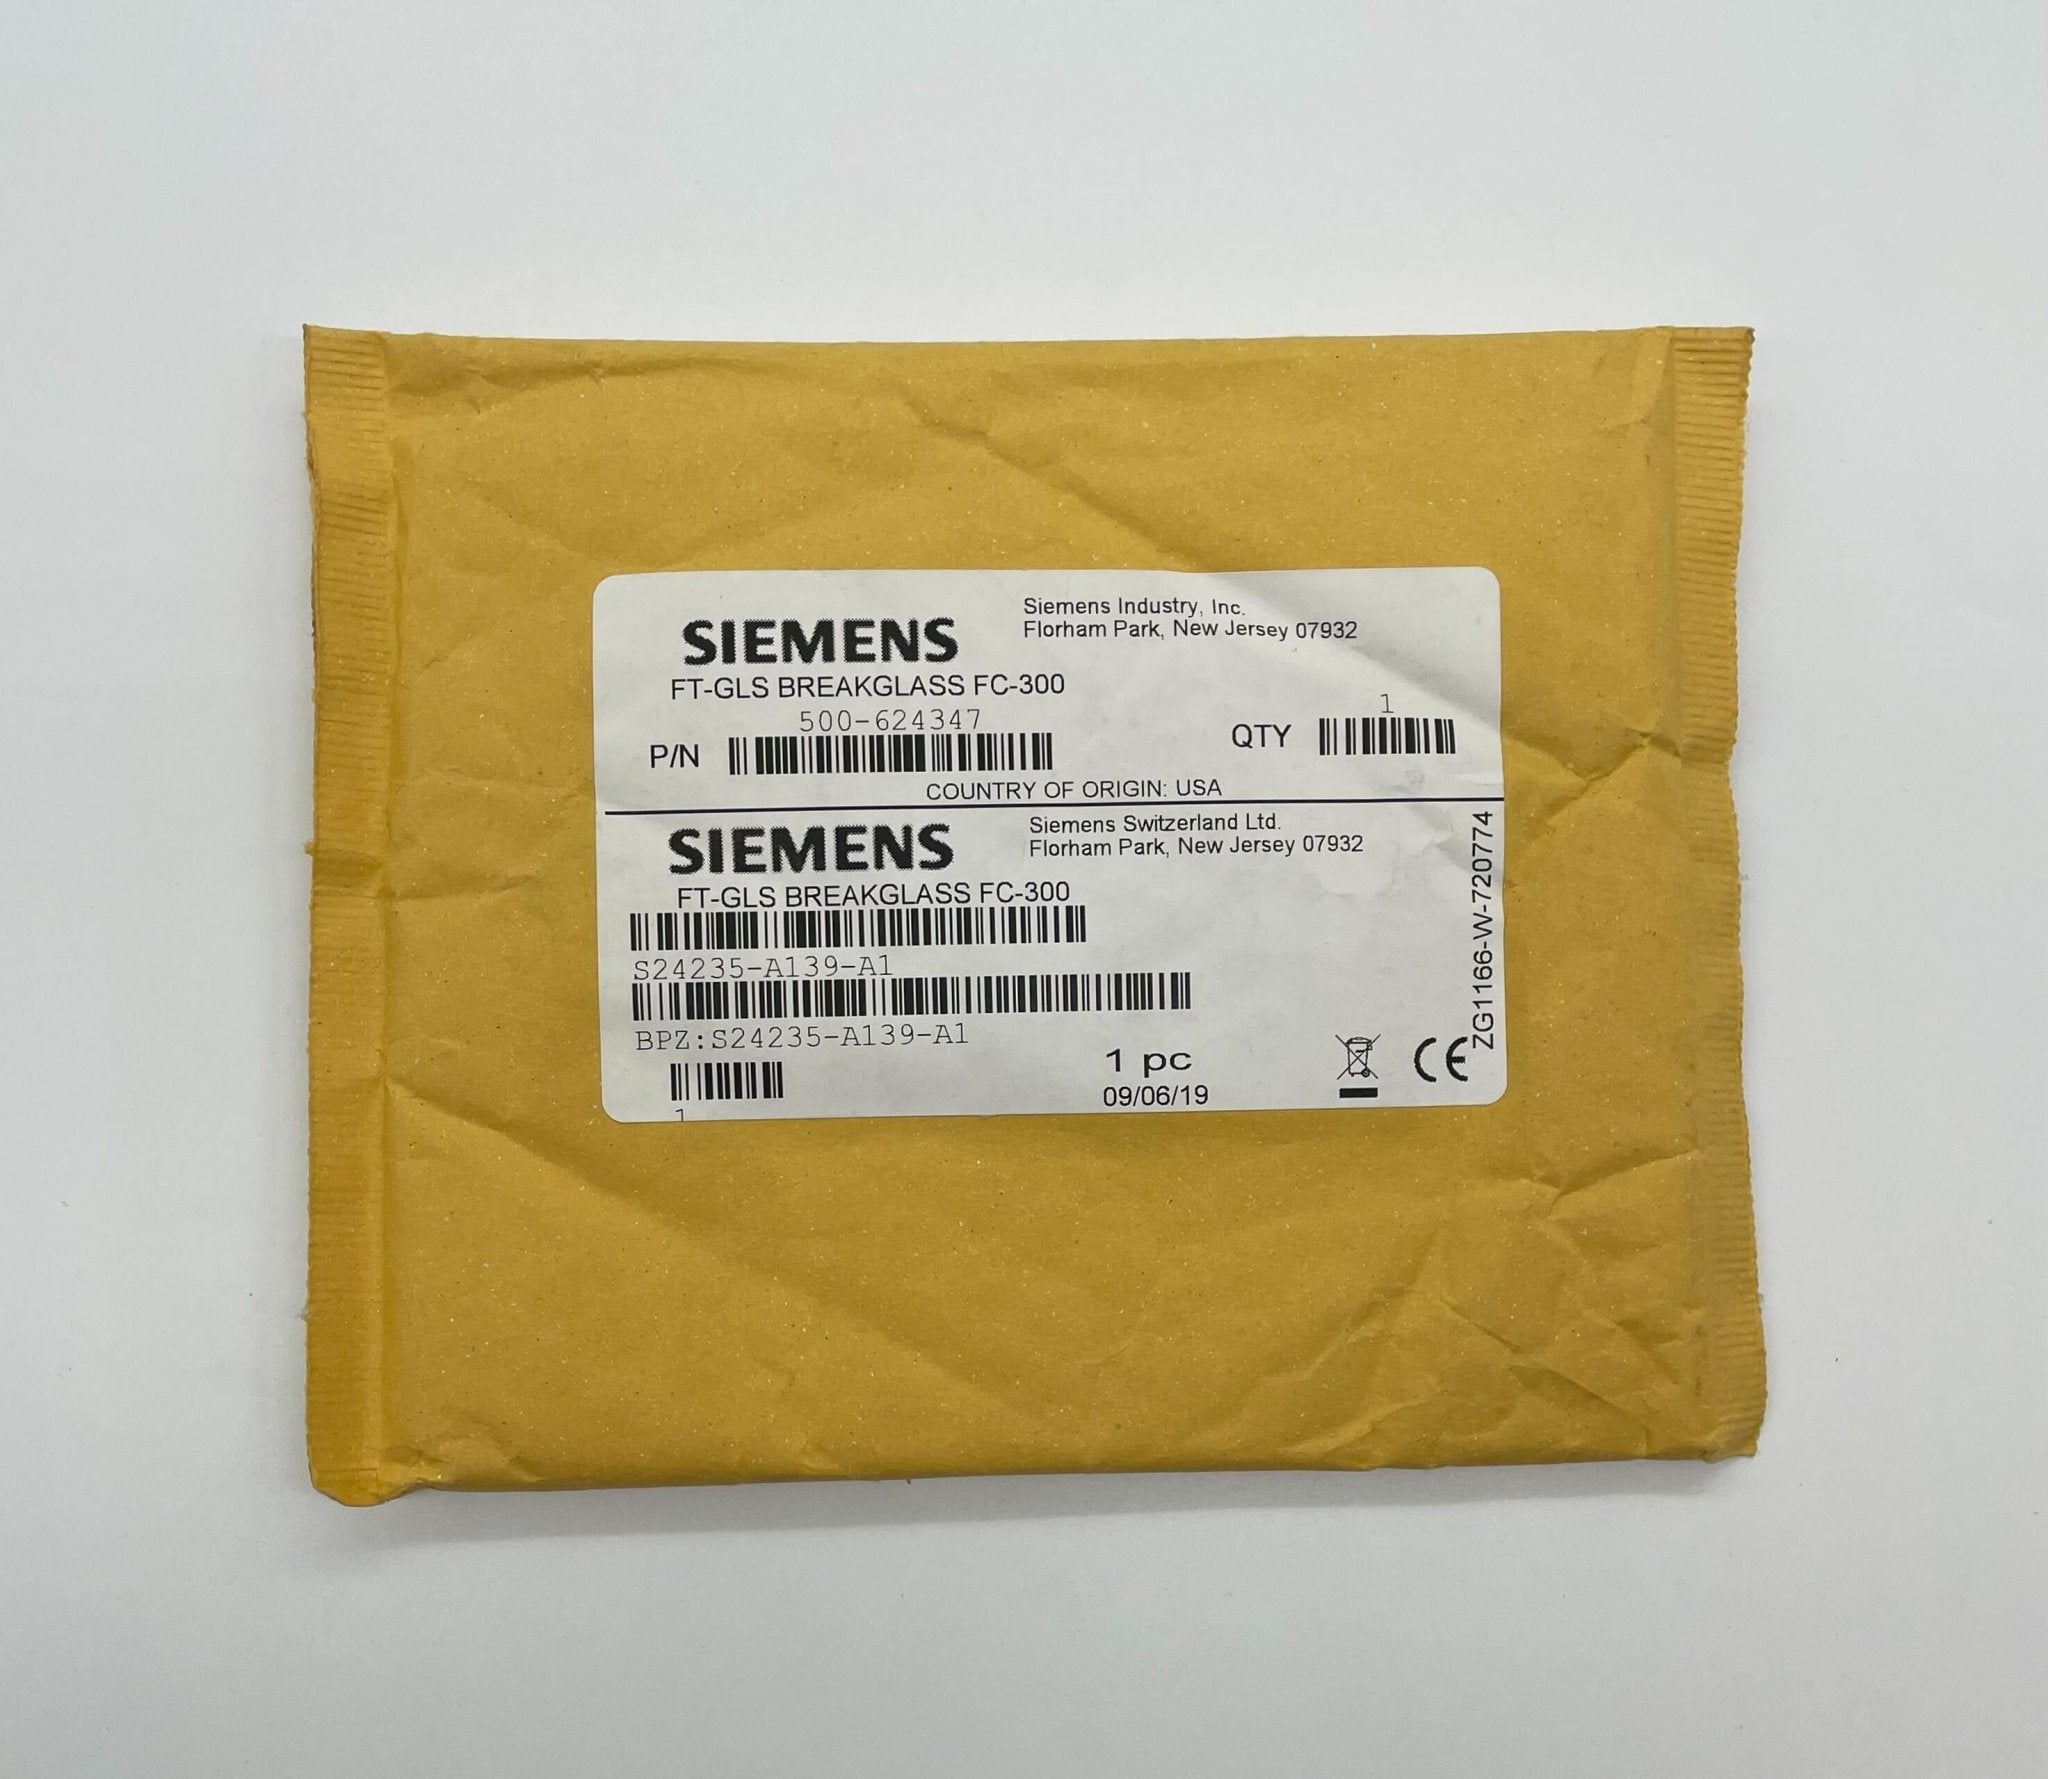 SIEMENS
Siemens Industry, Inc.
Florham Park, New Jersey 07932
FT-GLS BREAKGLASS FC-300
500-624347
P/N
QTY
1
COUNTRY OF ORIGIN: USA
SIEMENS
Siemens Switzerland Ltd.
Florham Park, New Jersey 07932
FT-GLS BREAKGLASS FC-300
S24235-A139-A1
BPZ:S24235-A139-A1
1
1 pc
09/06/19
CE
ZG1166-W-720774